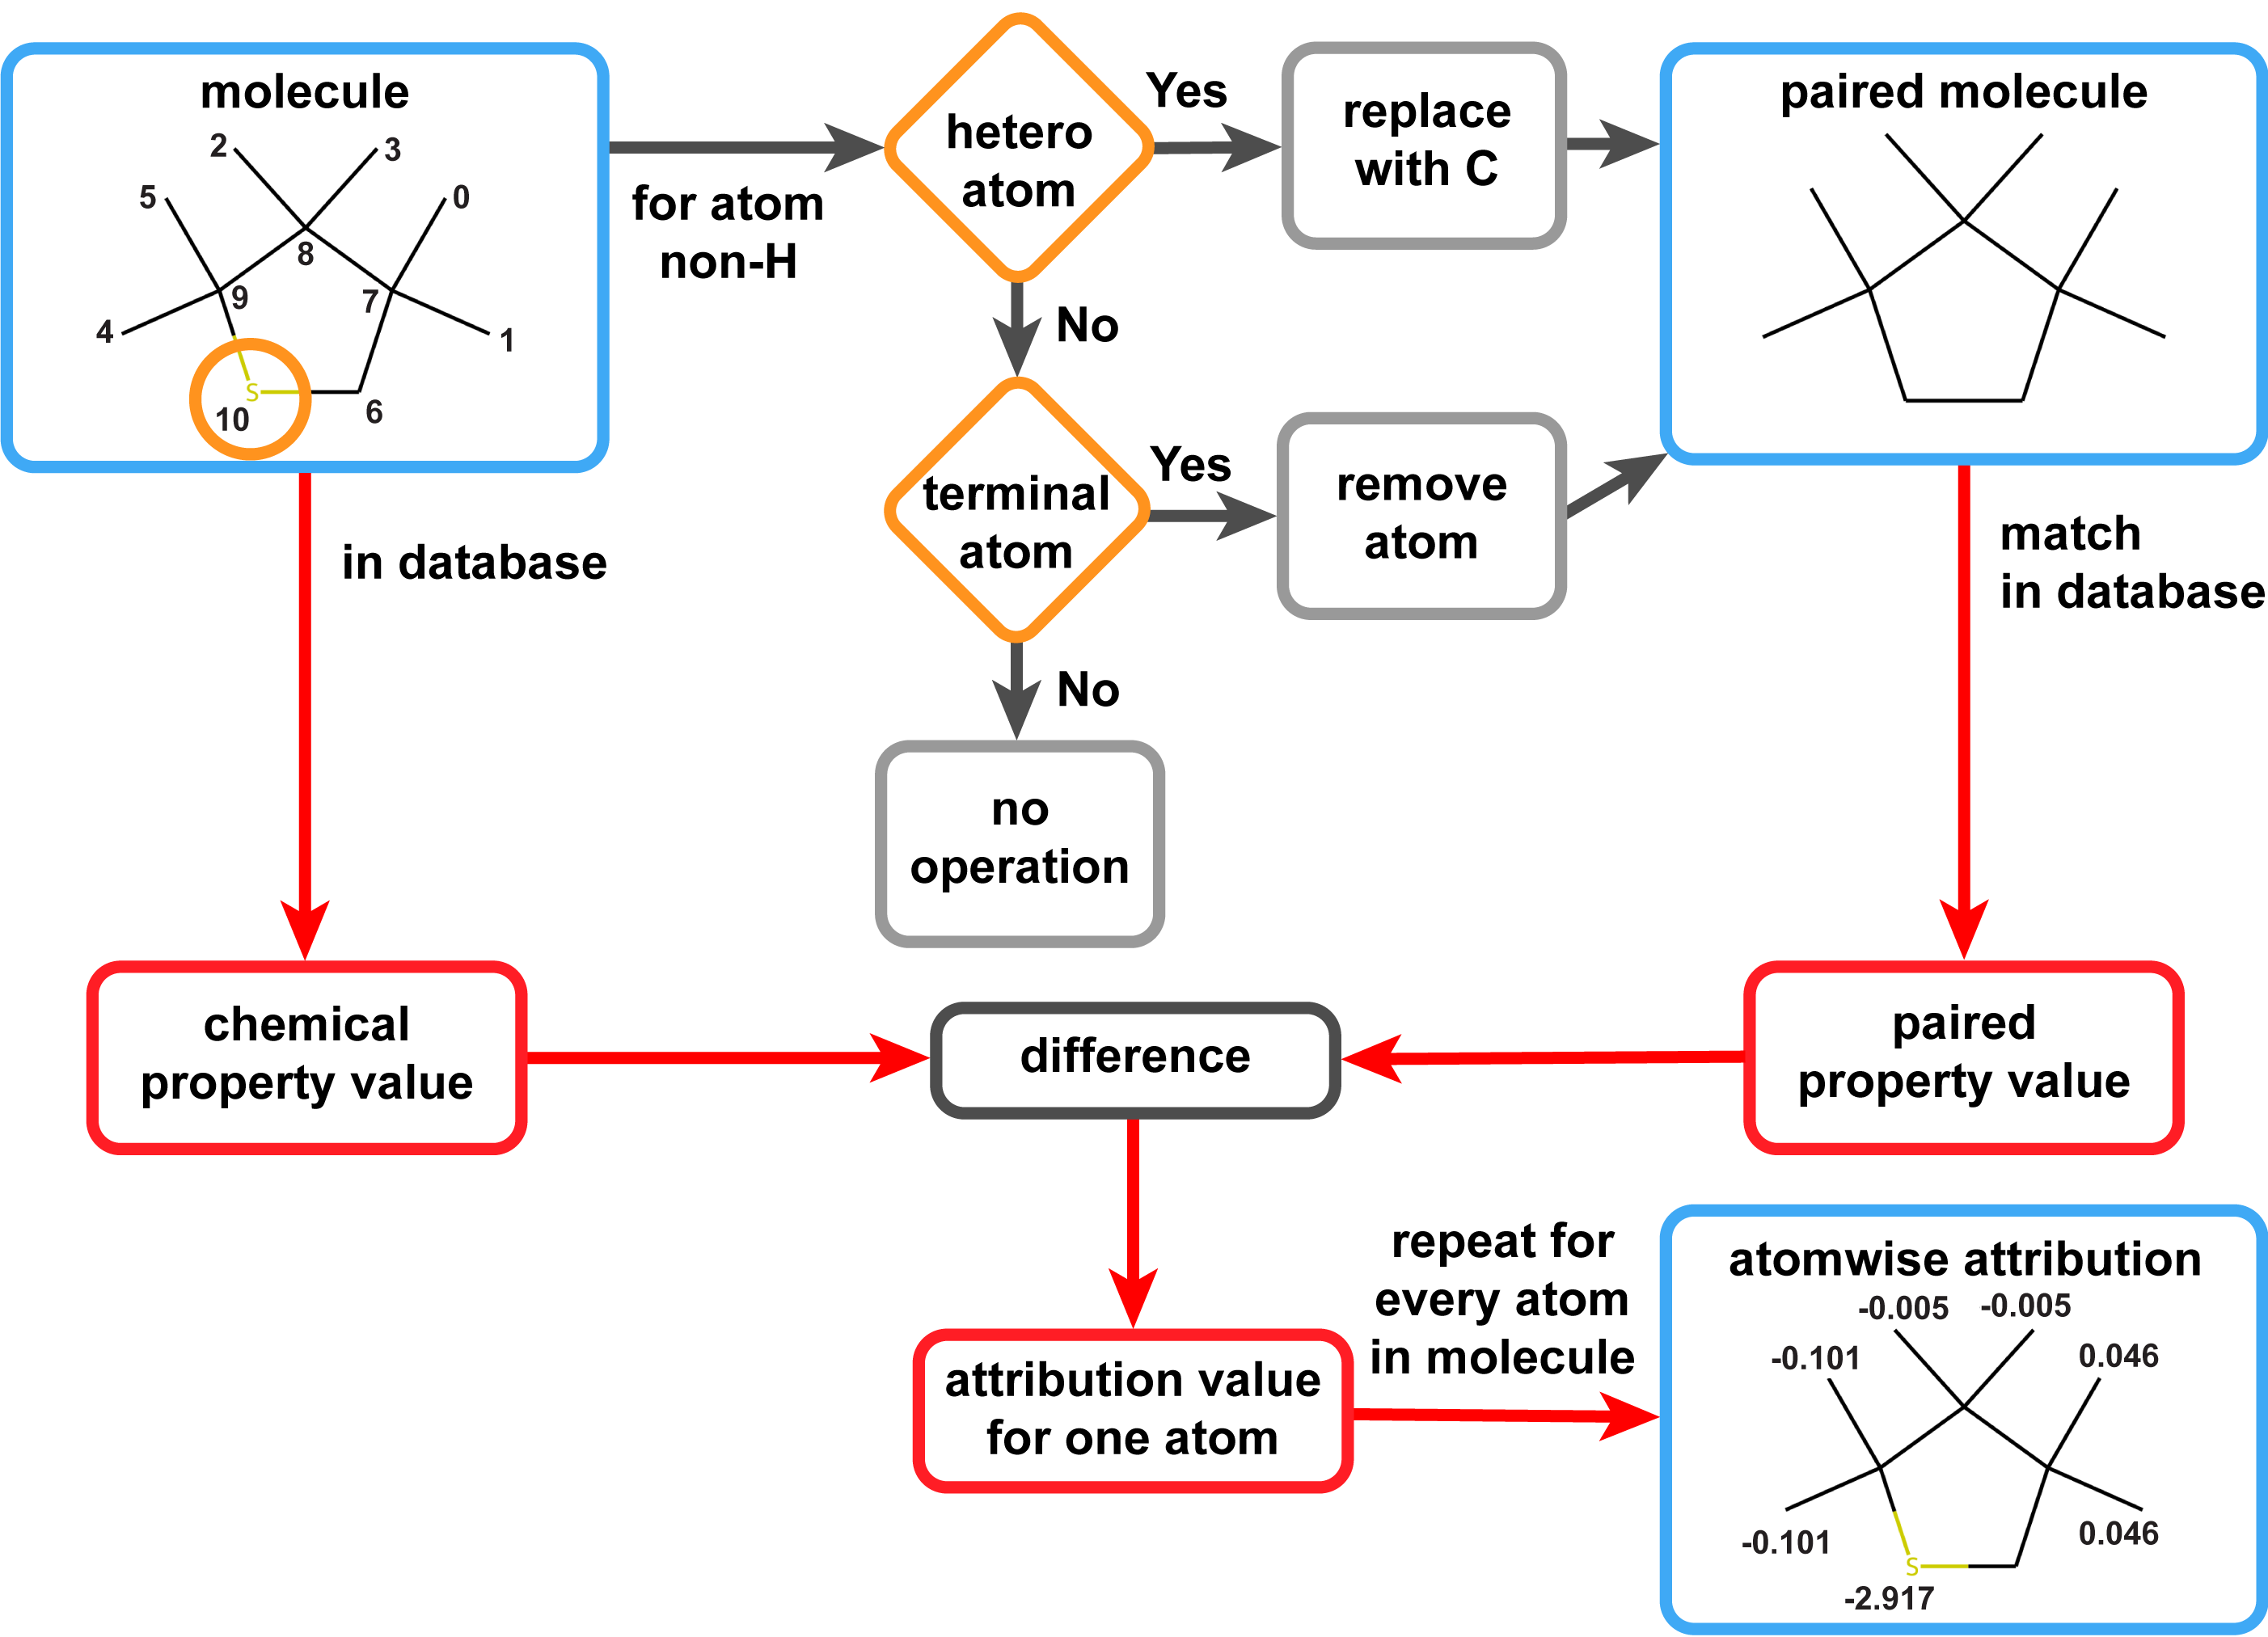 molecule
2
3
5
0
8
9
7
4
1
S
10
6
for atom
non-H
hetero
atom
Yes
replace
with C
paired molecule
No
terminal
atom
Yes
remove
atom
in database
match
in database
No
no
operation
chemical
property value
difference
paired
property value
attribution value
for one atom
repeat for
every atom
in molecule
atomwise attribution
-0.005
-0.005
-0.101
0.046
-0.101
0.046
S
-2.917